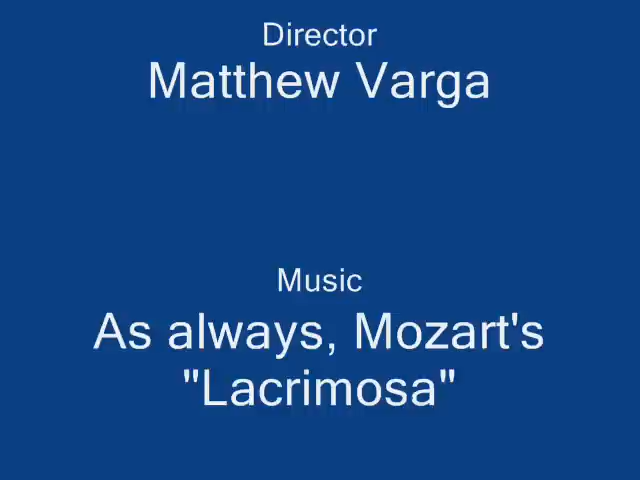 Director
Matthew Varga
Music
As always, Mozart's
"Lacrimosa"